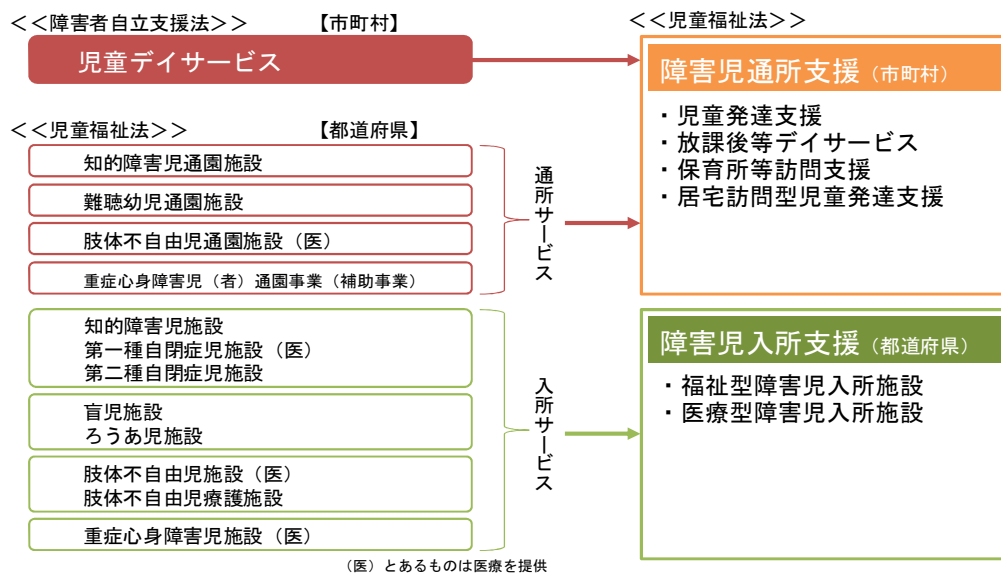 <<障害者自立支援法>> 【市町村】
児童デイサービス
<<児童福祉法>> 【都道府県】
知的障害児通園施設
難聴幼児通園施設
肢体不自由児通園施設（医）
重症心身障害児（者）通園事業（補助事業）
通所サービス
知的障害児施設
第一種自閉症児施設（医）
第二種自閉症児施設
盲児施設
ろうあ児施設
肢体不自由児施設（医）
肢体不自由児療護施設
重症心身障害児施設（医）
入所サービス
（医）とあるものは医療を提供
<<児童福祉法>>
障害児通所支援（市町村）
・児童発達支援
・放課後等デイサービス
・保育所等訪問支援
・居宅訪問型児童発達支援
障害児入所支援（都道府県）
・福祉型障害児入所施設
・医療型障害児入所施設